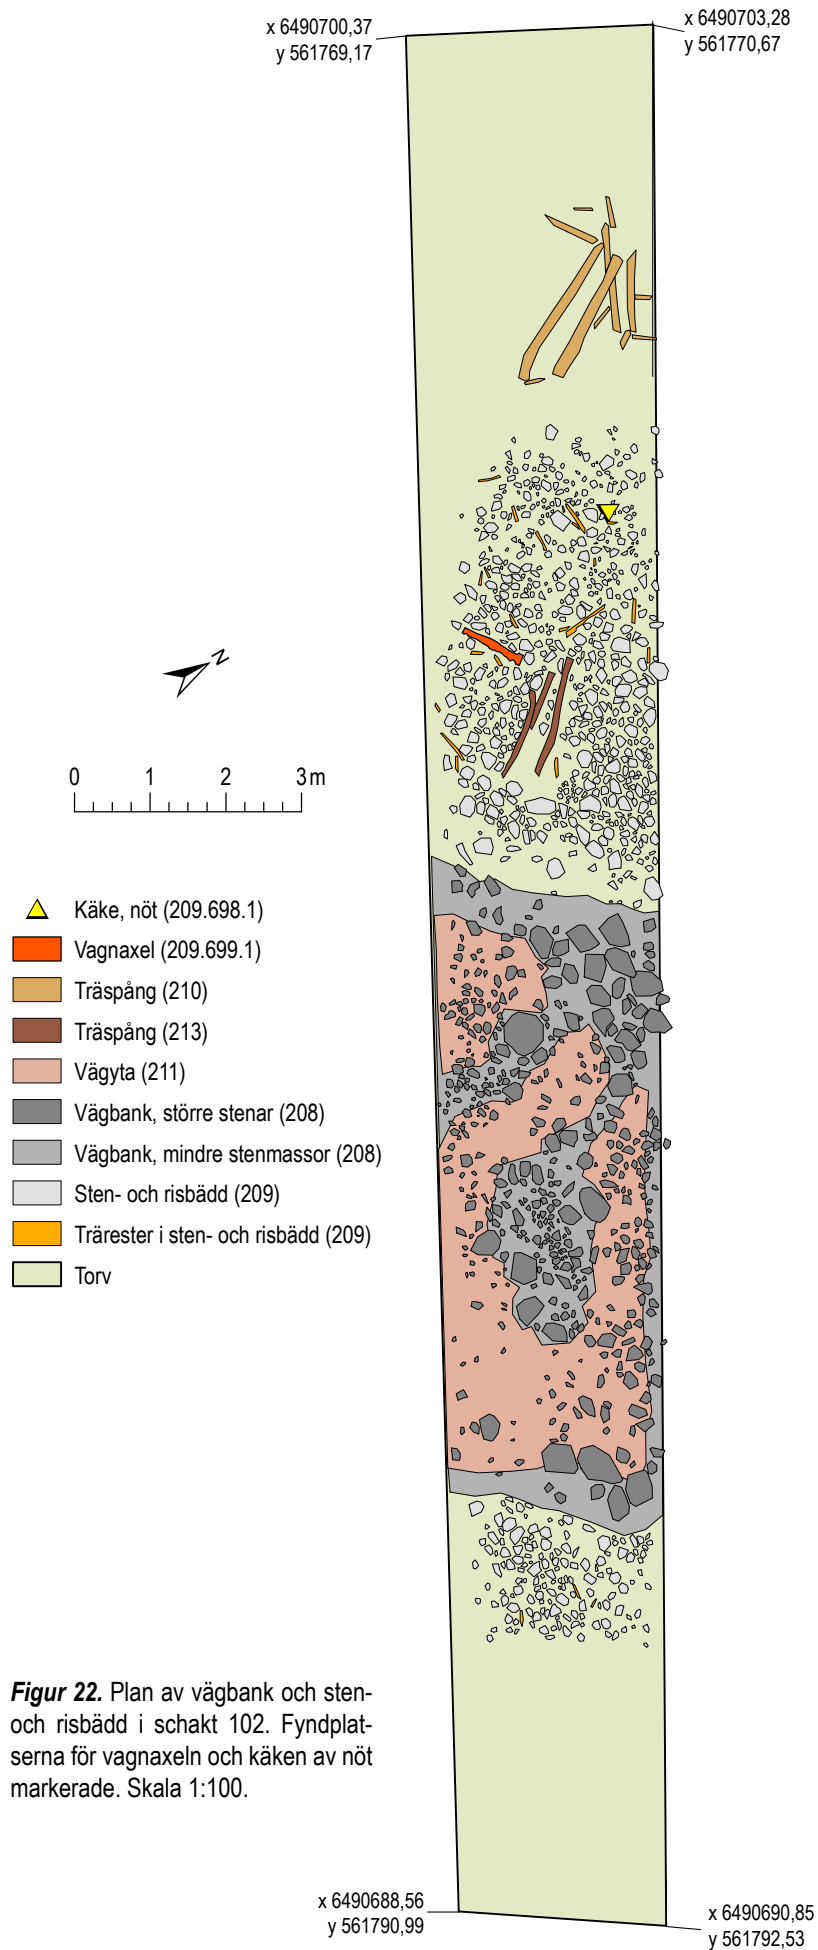 x 6490700,37
y 561769,17
x 6490703,28
y 561770,67
N
0 1 2 3 m
Käke, nöt (209.698.1)
Vagnaxel (209.699.1)
Träspång (210)
Träspång (213)
Vägyta (211)
Vägbank, större stenar (208)
Vägbank, mindre stenmassor (208)
Sten- och risbädd (209)
Trärester i sten- och risbädd (209)
Torv
Figur 22. Plan av vägbank och sten-
och risbädd i schakt 102. Fyndplat-
serna för vagnaxeln och käken av nöt
markerade. Skala 1:100.
x 6490688,56
y 561790,99
x 6490690,85
y 561792,53